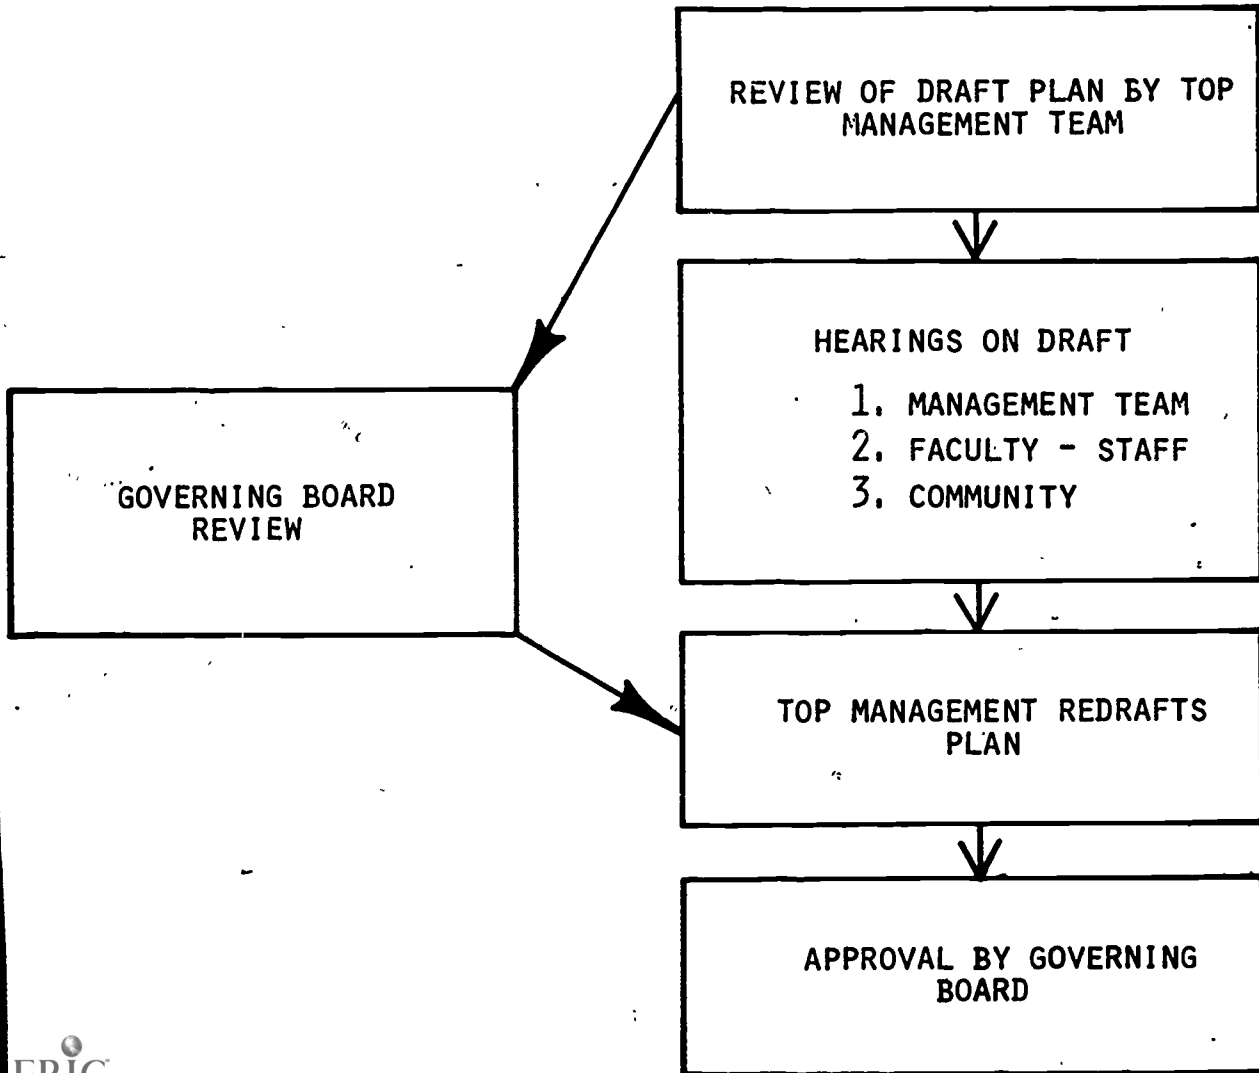 REVIEW OF DRAFT PLAN BY TOP
MANAGEMENT TEAM
HEARINGS ON DRAFT
1. MANAGEMENT TEAM
2. FACULTY - STAFF
3. COMMUNITY
GOVERNING BOARD
REVIEW
TOP MANAGEMENT REDRAFTS
PLAN
APPROVAL BY GOVERNING
BOARD
ERIC